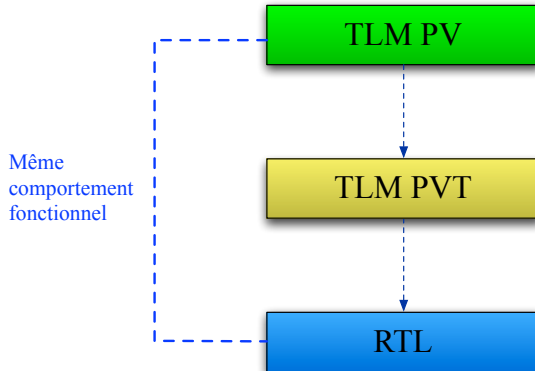 TLM PV
Même
comportement
fonctionnel
TLM PVT
RTL